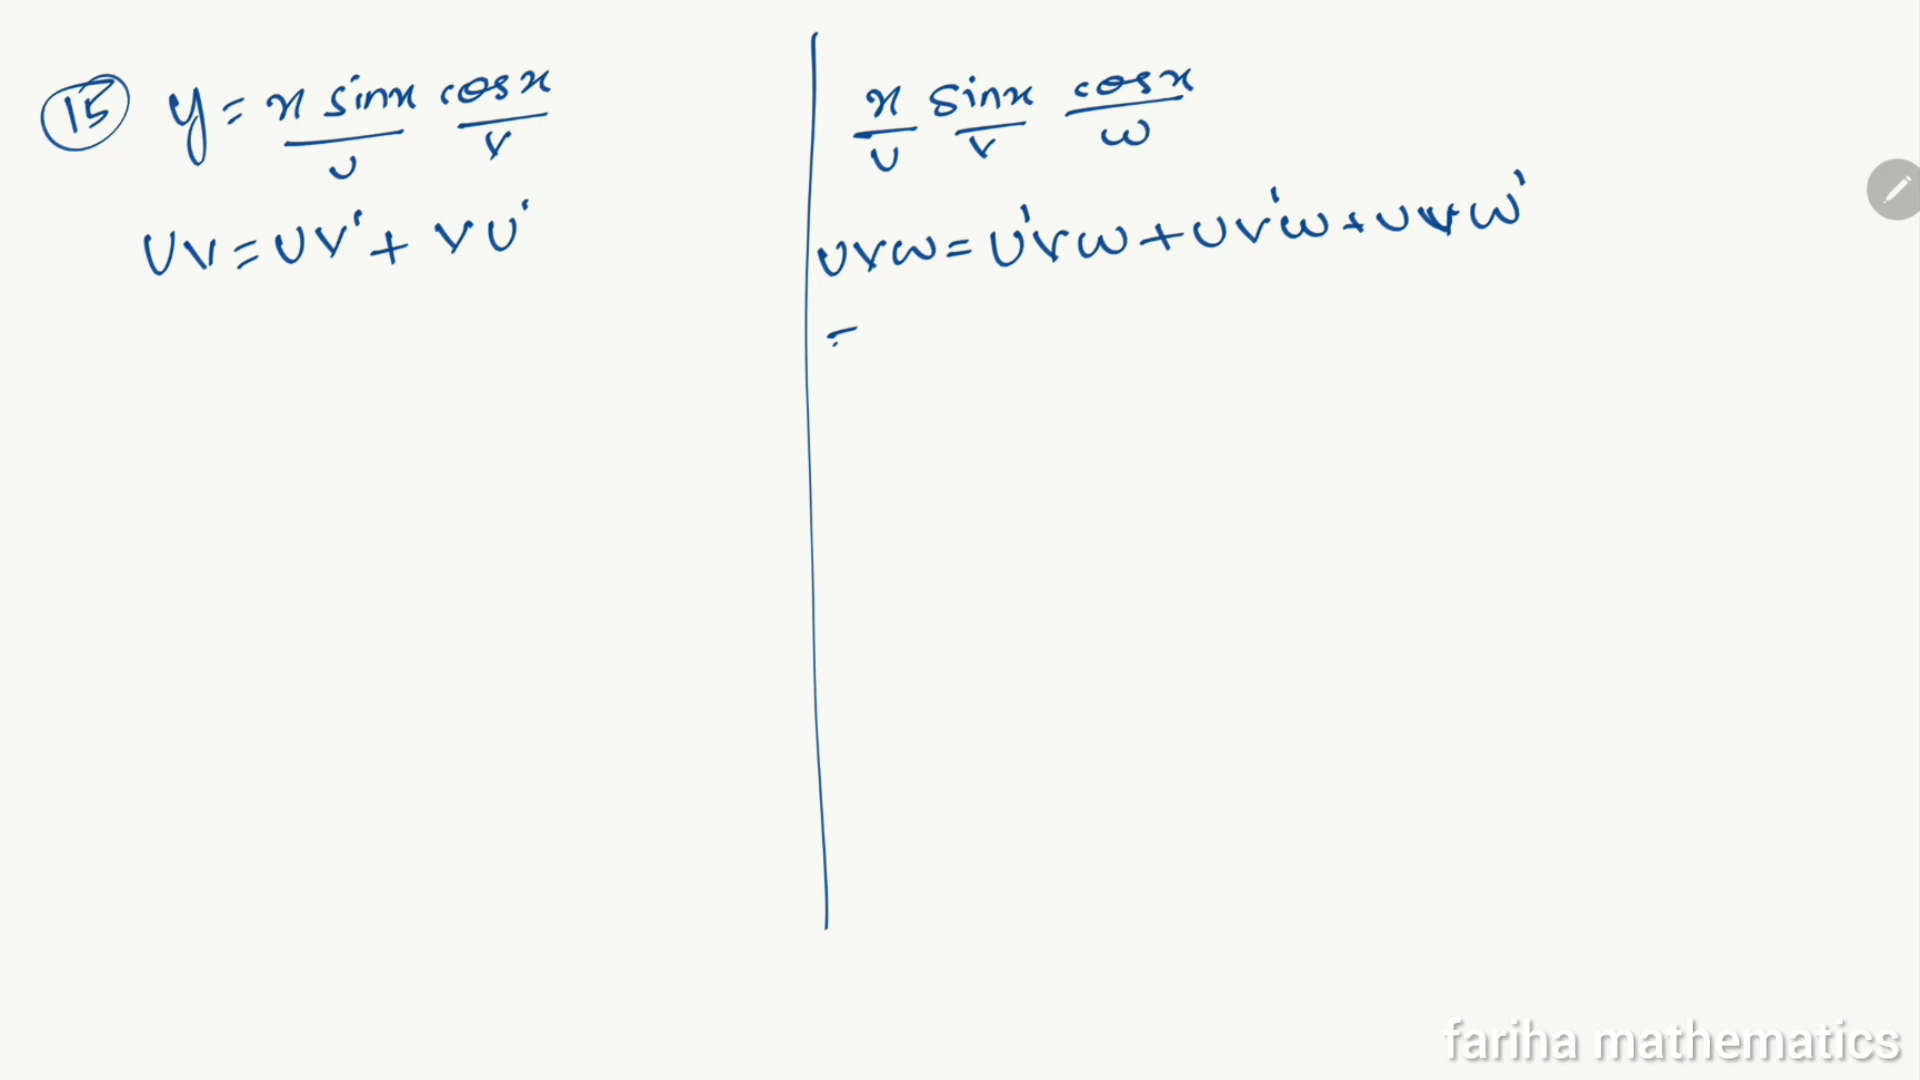 15 y = x sinx cosx
u v
uv = uv' + vu'
x sinx cosx
u v w
uvw = u'vw + uv'w + uvw'
=
fariha mathematics